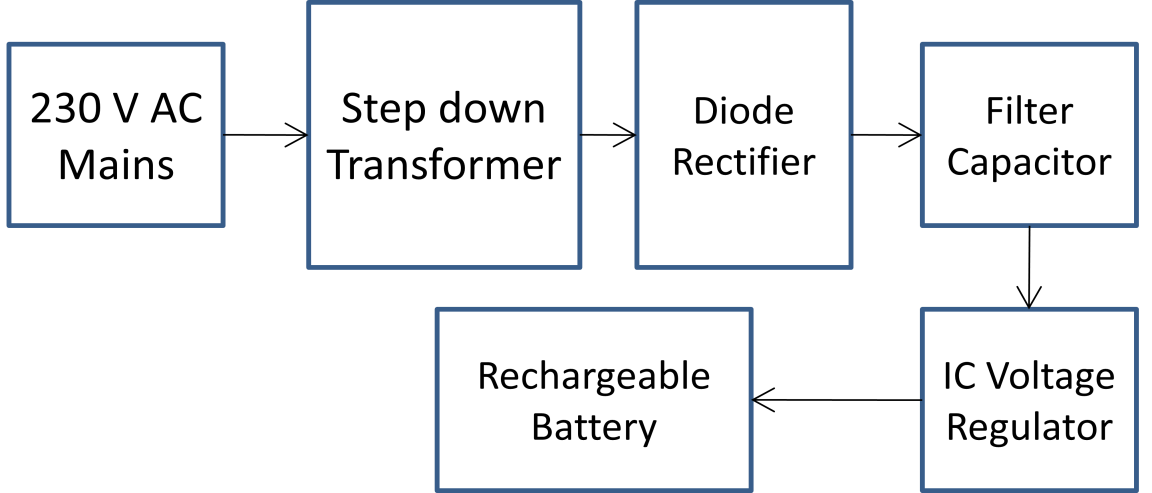 230 V AC
Mains
Step down
Transformer
Diode
Rectifier
Filter
Capacitor
IC Voltage
Regulator
Rechargeable
Battery